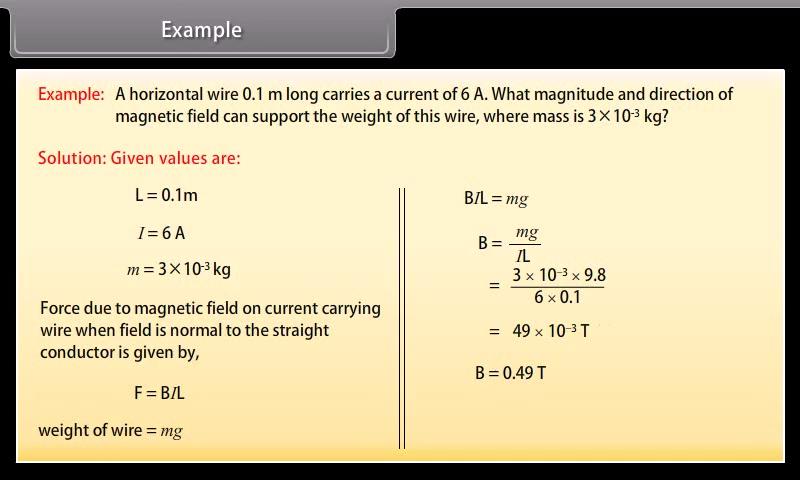 Example
Example: A horizontal wire 0.1 m long carries a current of 6 A. What magnitude and direction of
magnetic field can support the weight of this wire, where mass is 3×10⁻³ kg?
Solution: Given values are:
L = 0.1m
I = 6 A
m = 3×10⁻³ kg
Force due to magnetic field on current carrying
wire when field is normal to the straight
conductor is given by,
F = BIL
weight of wire = mg
BIL = mg
B = mg / IL
= 3 × 10⁻³ × 9.8 / 6 × 0.1
= 49 × 10⁻³ T
B = 0.49 T